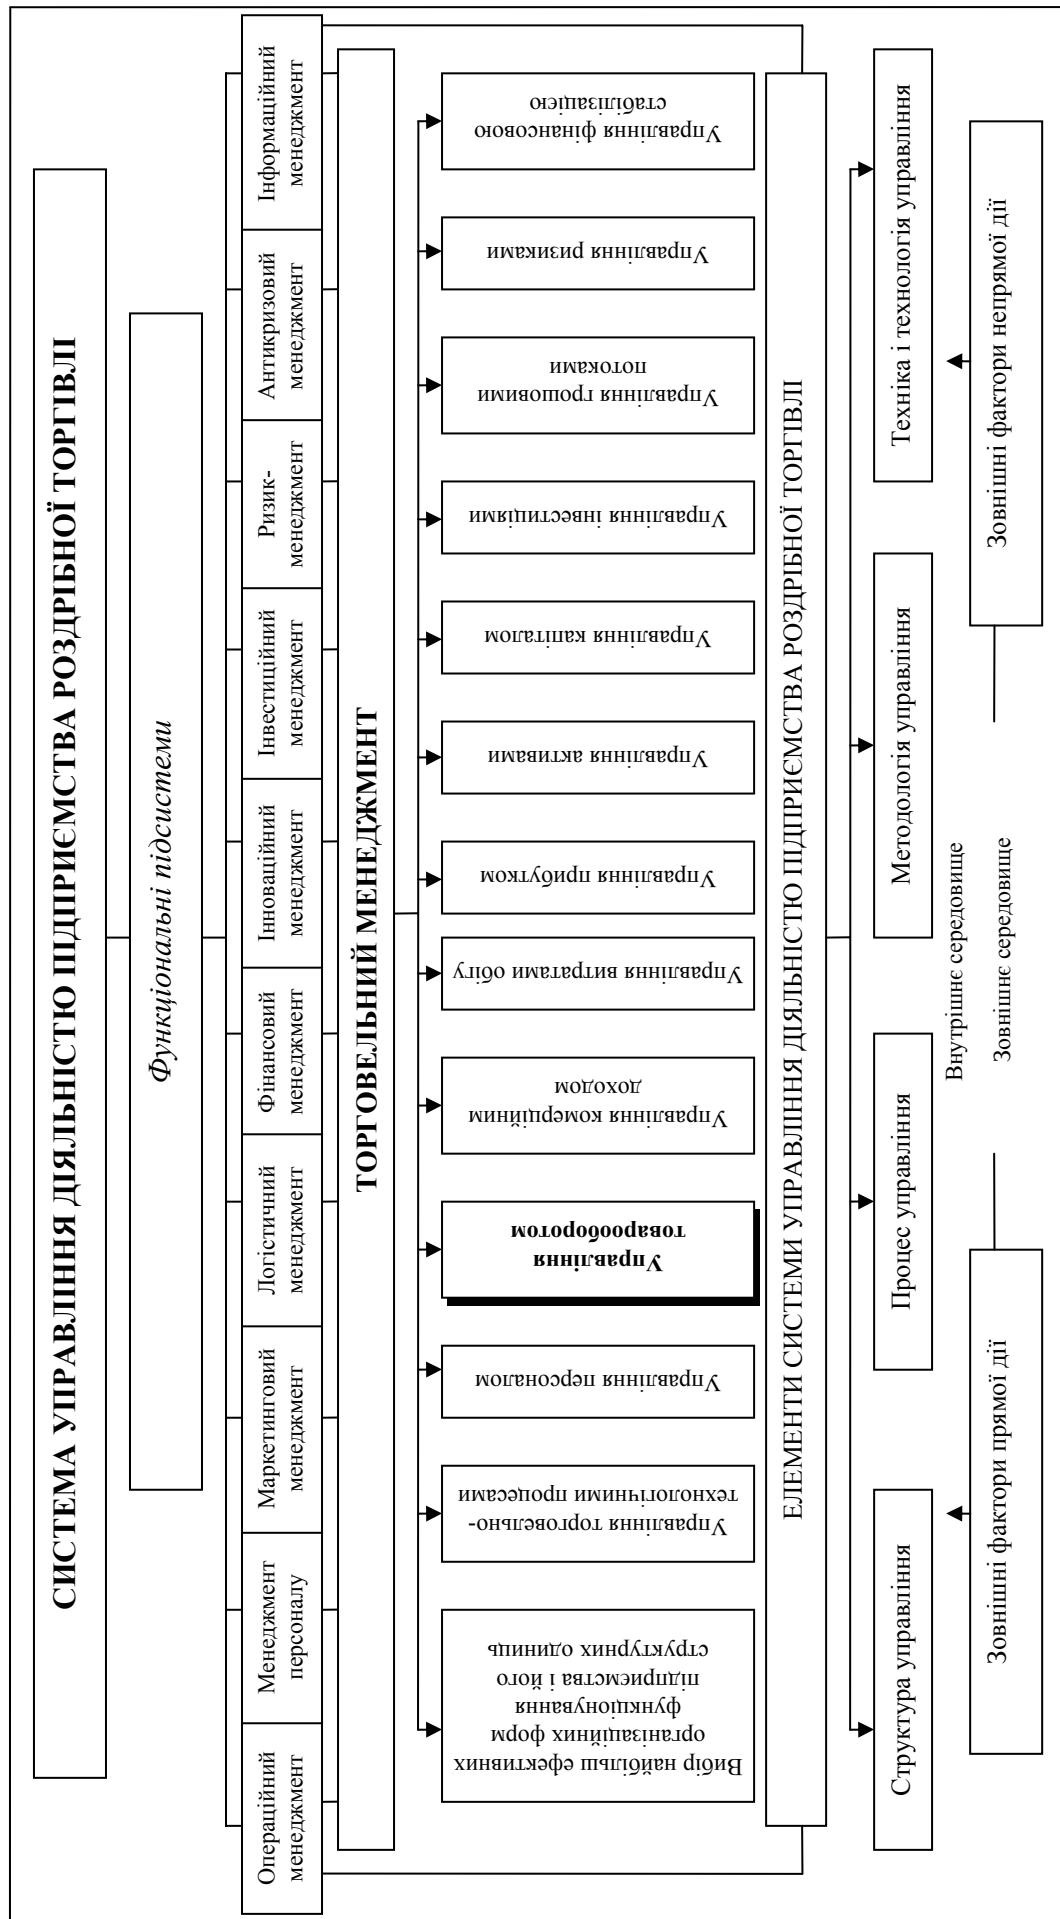 СИСТЕМА УПРАВЛІННЯ ДІЯЛЬНІСТЮ ПІДПРИЄМСТВА РОЗДРІБНОЇ ТОРГІВЛІ
Функціональні підсистеми
Операційний
менеджмент
Менеджмент
персоналу
Маркетинговий
менеджмент
Логістичний
менеджмент
Фінансовий
менеджмент
Інноваційний
менеджмент
Інвестиційний
менеджмент
Ризик-
менеджмент
Антикризовий
менеджмент
Інформаційний
менеджмент
ТОРГОВЕЛЬНИЙ МЕНЕДЖМЕНТ
Вибір найбільш ефективних
організаційних форм
функціонування
підприємства і його
структурних одиниць
Управління торговельно-
технологічними процесами
Управління персоналом
Управління
товарооборотом
Управління комерційним
доходом
Управління витратами обігу
Управління прибутком
Управління активами
Управління капіталом
Управління інвестиціями
Управління грошовими
потоками
Управління ризиками
Управління фінансовою
стабілізацією
ЕЛЕМЕНТИ СИСТЕМИ УПРАВЛІННЯ ДІЯЛЬНІСТЮ ПІДПРИЄМСТВА РОЗДРІБНОЇ ТОРГІВЛІ
Структура управління
Процес управління
Методологія управління
Техніка і технологія управління
Внутрішнє середовище
Зовнішнє середовище
Зовнішні фактори прямої дії
Зовнішні фактори непрямої дії